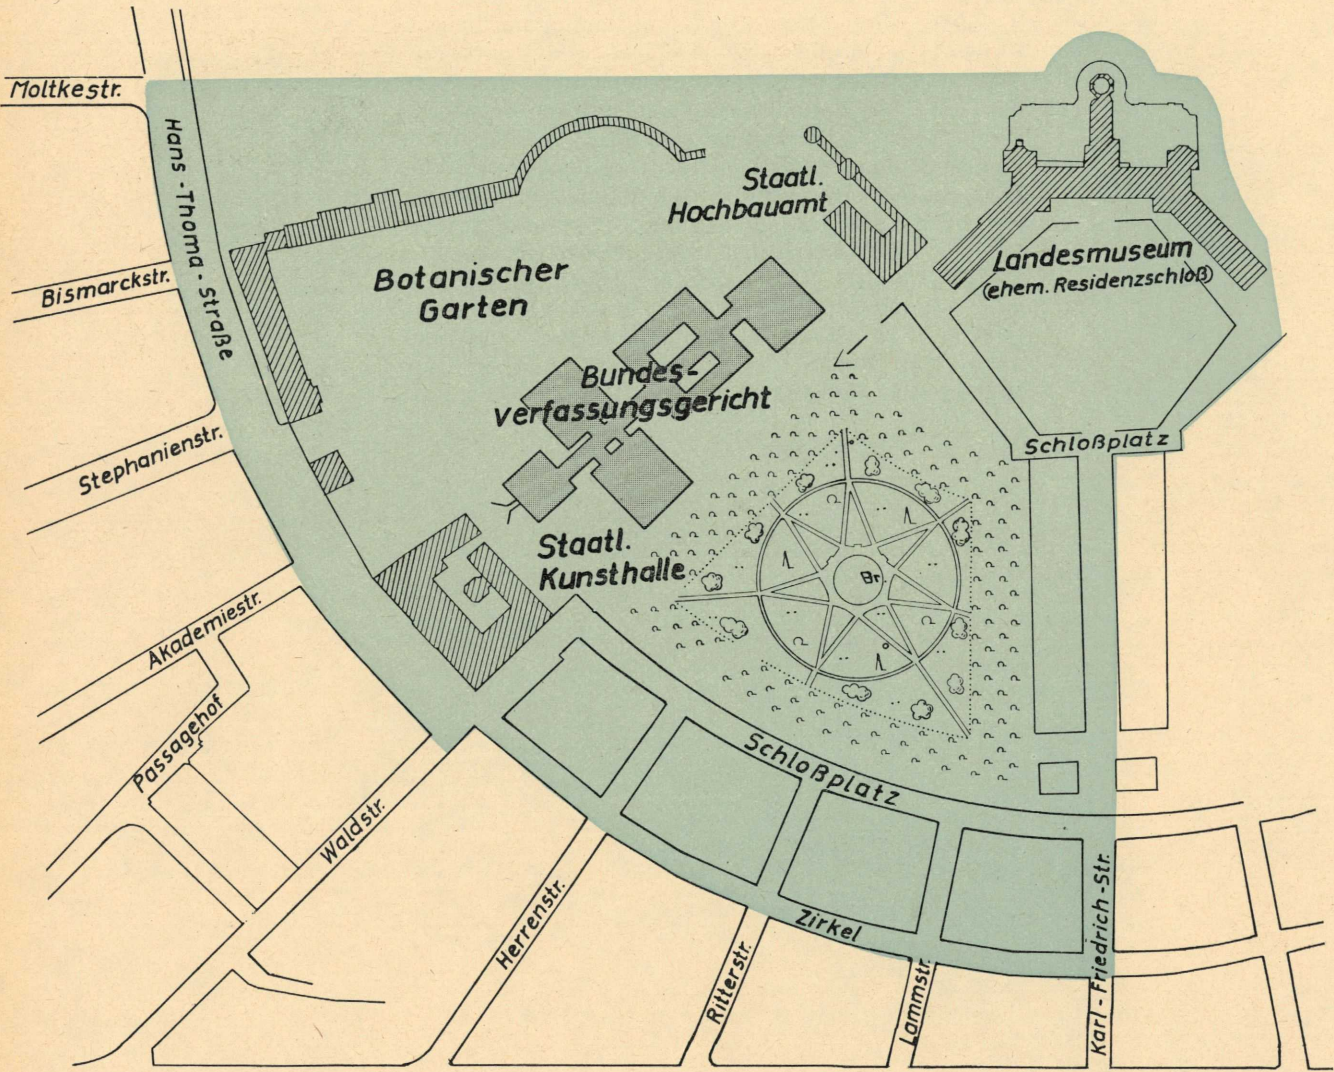 Moltkestr.
Hans-Thoma-Straße
Staatl.
Hochbauamt
Landesmuseum
(ehem. Residenzschloß)
Botanischer
Garten
Bismarckstr.
Bundes-
verfassungsgericht
Stephanienstr.
Schloßplatz
Staatl.
Kunsthalle
Br
Akademiestr.
Passagehof
Schloßplatz
Waldstr.
Herrenstr.
Zirkel
Ritterstr.
Lammstr.
Karl-Friedrich-Str.